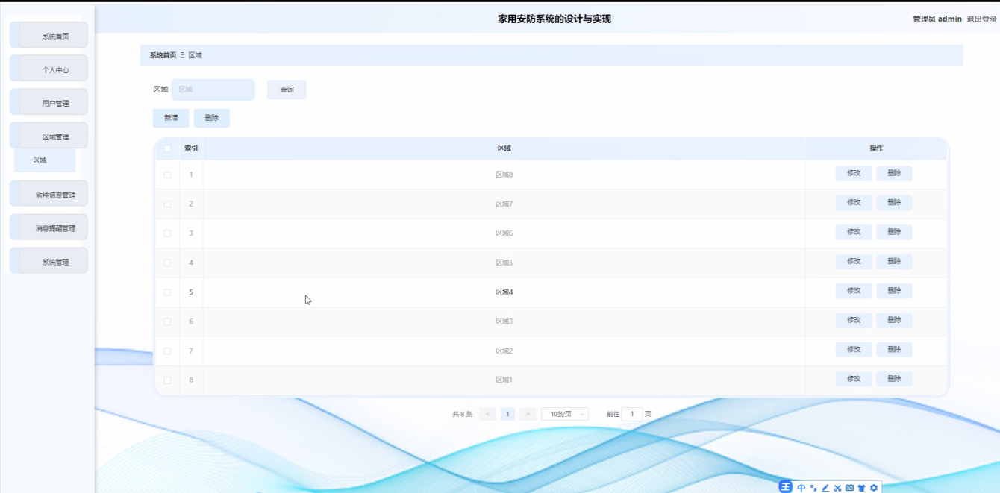 家用安防系统的设计与实现
管理员 admin 退出登录
系统首页
个人中心
用户管理
区域管理
区域
监控信息管理
消息提醒管理
系统管理
系统首页 Ξ 区域
区域 区域 查询
新增 删除
索引 区域 操作
1 区域8 修改 删除
2 区域7 修改 删除
3 区域6 修改 删除
4 区域5 修改 删除
5 区域4 修改 删除
6 区域3 修改 删除
7 区域2 修改 删除
8 区域1 修改 删除
共 8 条 < 1 > 10条/页 前往 1 页
王 中